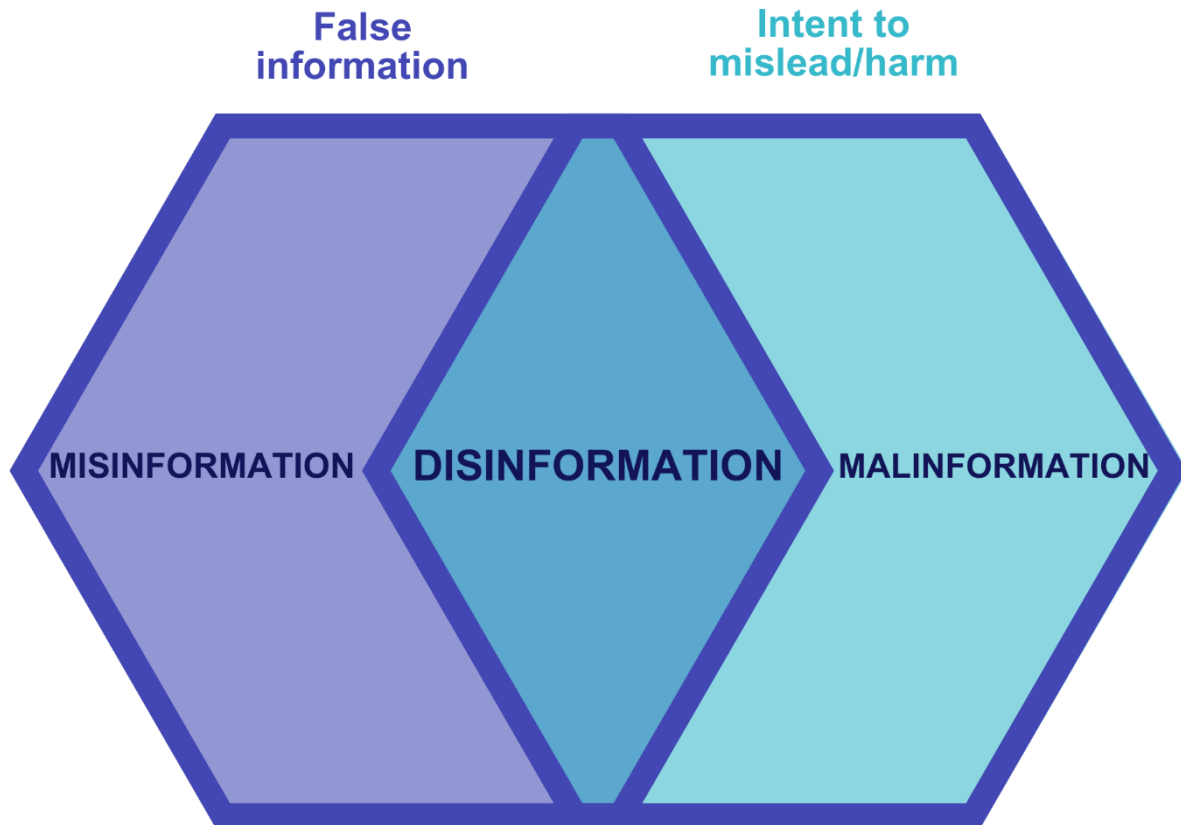 False
information
Intent to
mislead/harm
MISINFORMATION
DISINFORMATION
MALINFORMATION